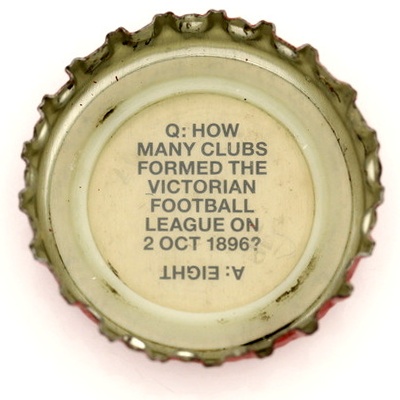 Q: HOW
MANY CLUBS
FORMED THE
VICTORIAN
FOOTBALL
LEAGUE ON
2 OCT 1896?
A: EIGHT